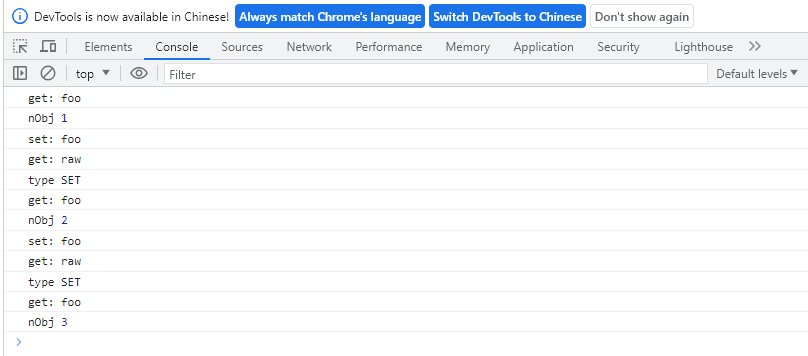 DevTools is now available in Chinese! Always match Chrome's language Switch DevTools to Chinese Don't show again
Elements Console Sources Network Performance Memory Application Security Lighthouse
top Filter Default levels
get: foo
nObj 1
set: foo
get: raw
type SET
get: foo
nObj 2
set: foo
get: raw
type SET
get: foo
nObj 3